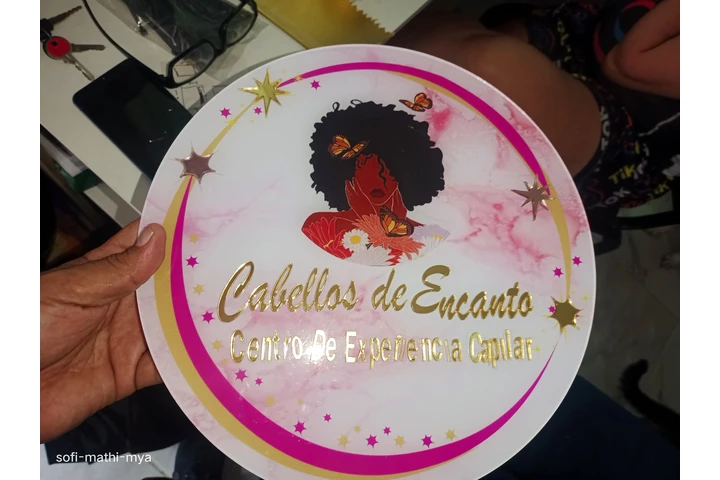 Cabellos de Encanto
Centro De Experiencia Capilar
sofi-mathi-mya